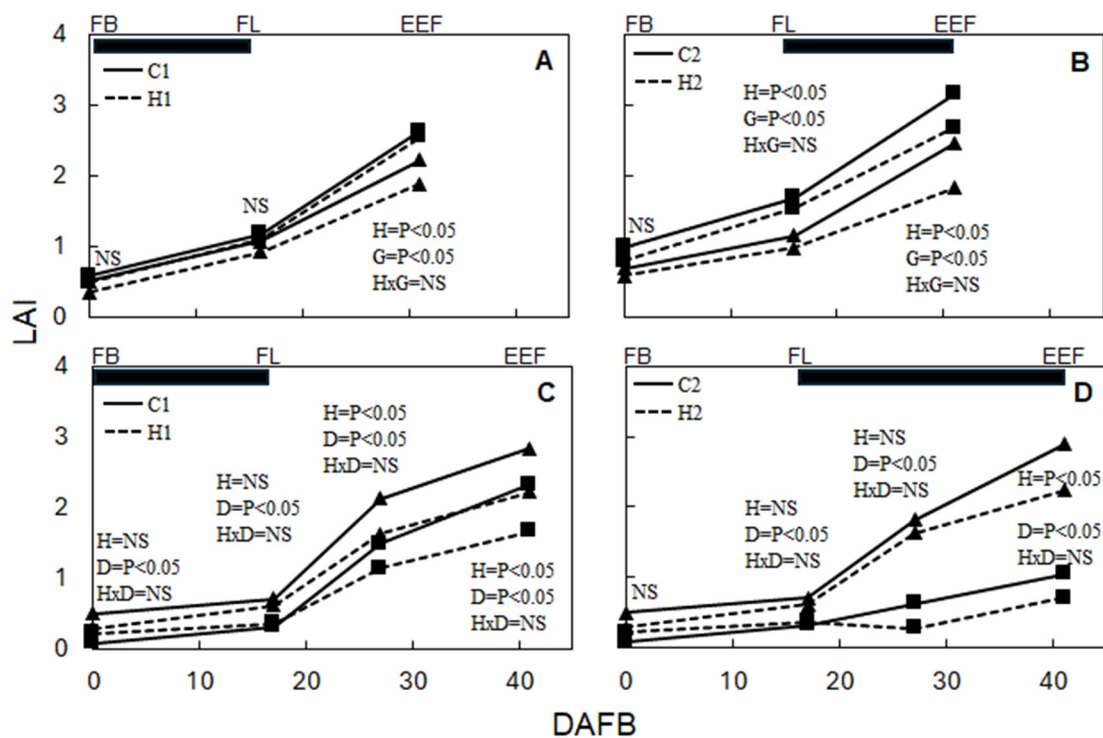 FB FL EEF
4
3
2
1
0
A
C1
H1
NS
NS
H=P<0.05
G=P<0.05
HxG=NS
0 10 20 30 40
B
C2
H2
H=P<0.05
G=P<0.05
HxG=NS
NS
H=P<0.05
G=P<0.05
HxG=NS
FB FL EEF
LAI
FB FL EEF
4
3
2
1
0
C
C1
H1
H=P<0.05
D=P<0.05
HxD=NS
H=NS
D=P<0.05
HxD=NS
H=NS
D=P<0.05
HxD=NS
H=P<0.05
D=P<0.05
HxD=NS
0 10 20 30 40
FB FL EEF
D
C2
H2
H=NS
D=P<0.05
HxD=NS
H=P<0.05
H=NS
D=P<0.05
HxD=NS
D=P<0.05
HxD=NS
NS
0 10 20 30 40
DAFB